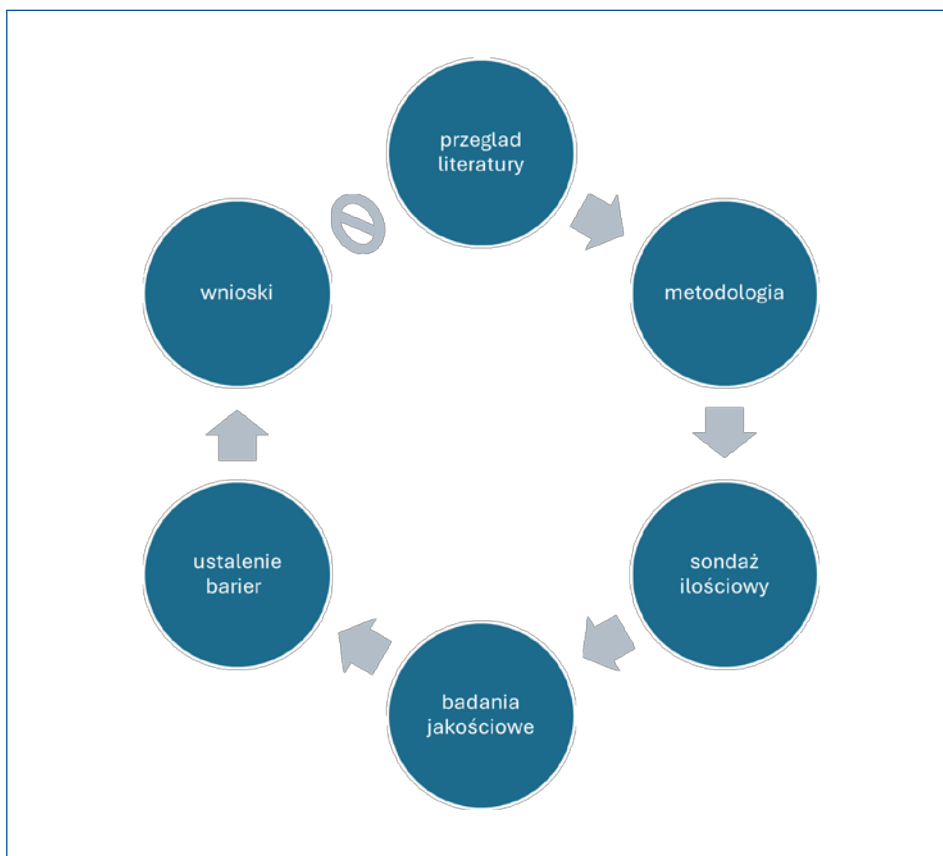 przeglad
literatury
metodologia
sondaż
ilościowy
badania
jakościowe
ustalenie
barier
wnioski